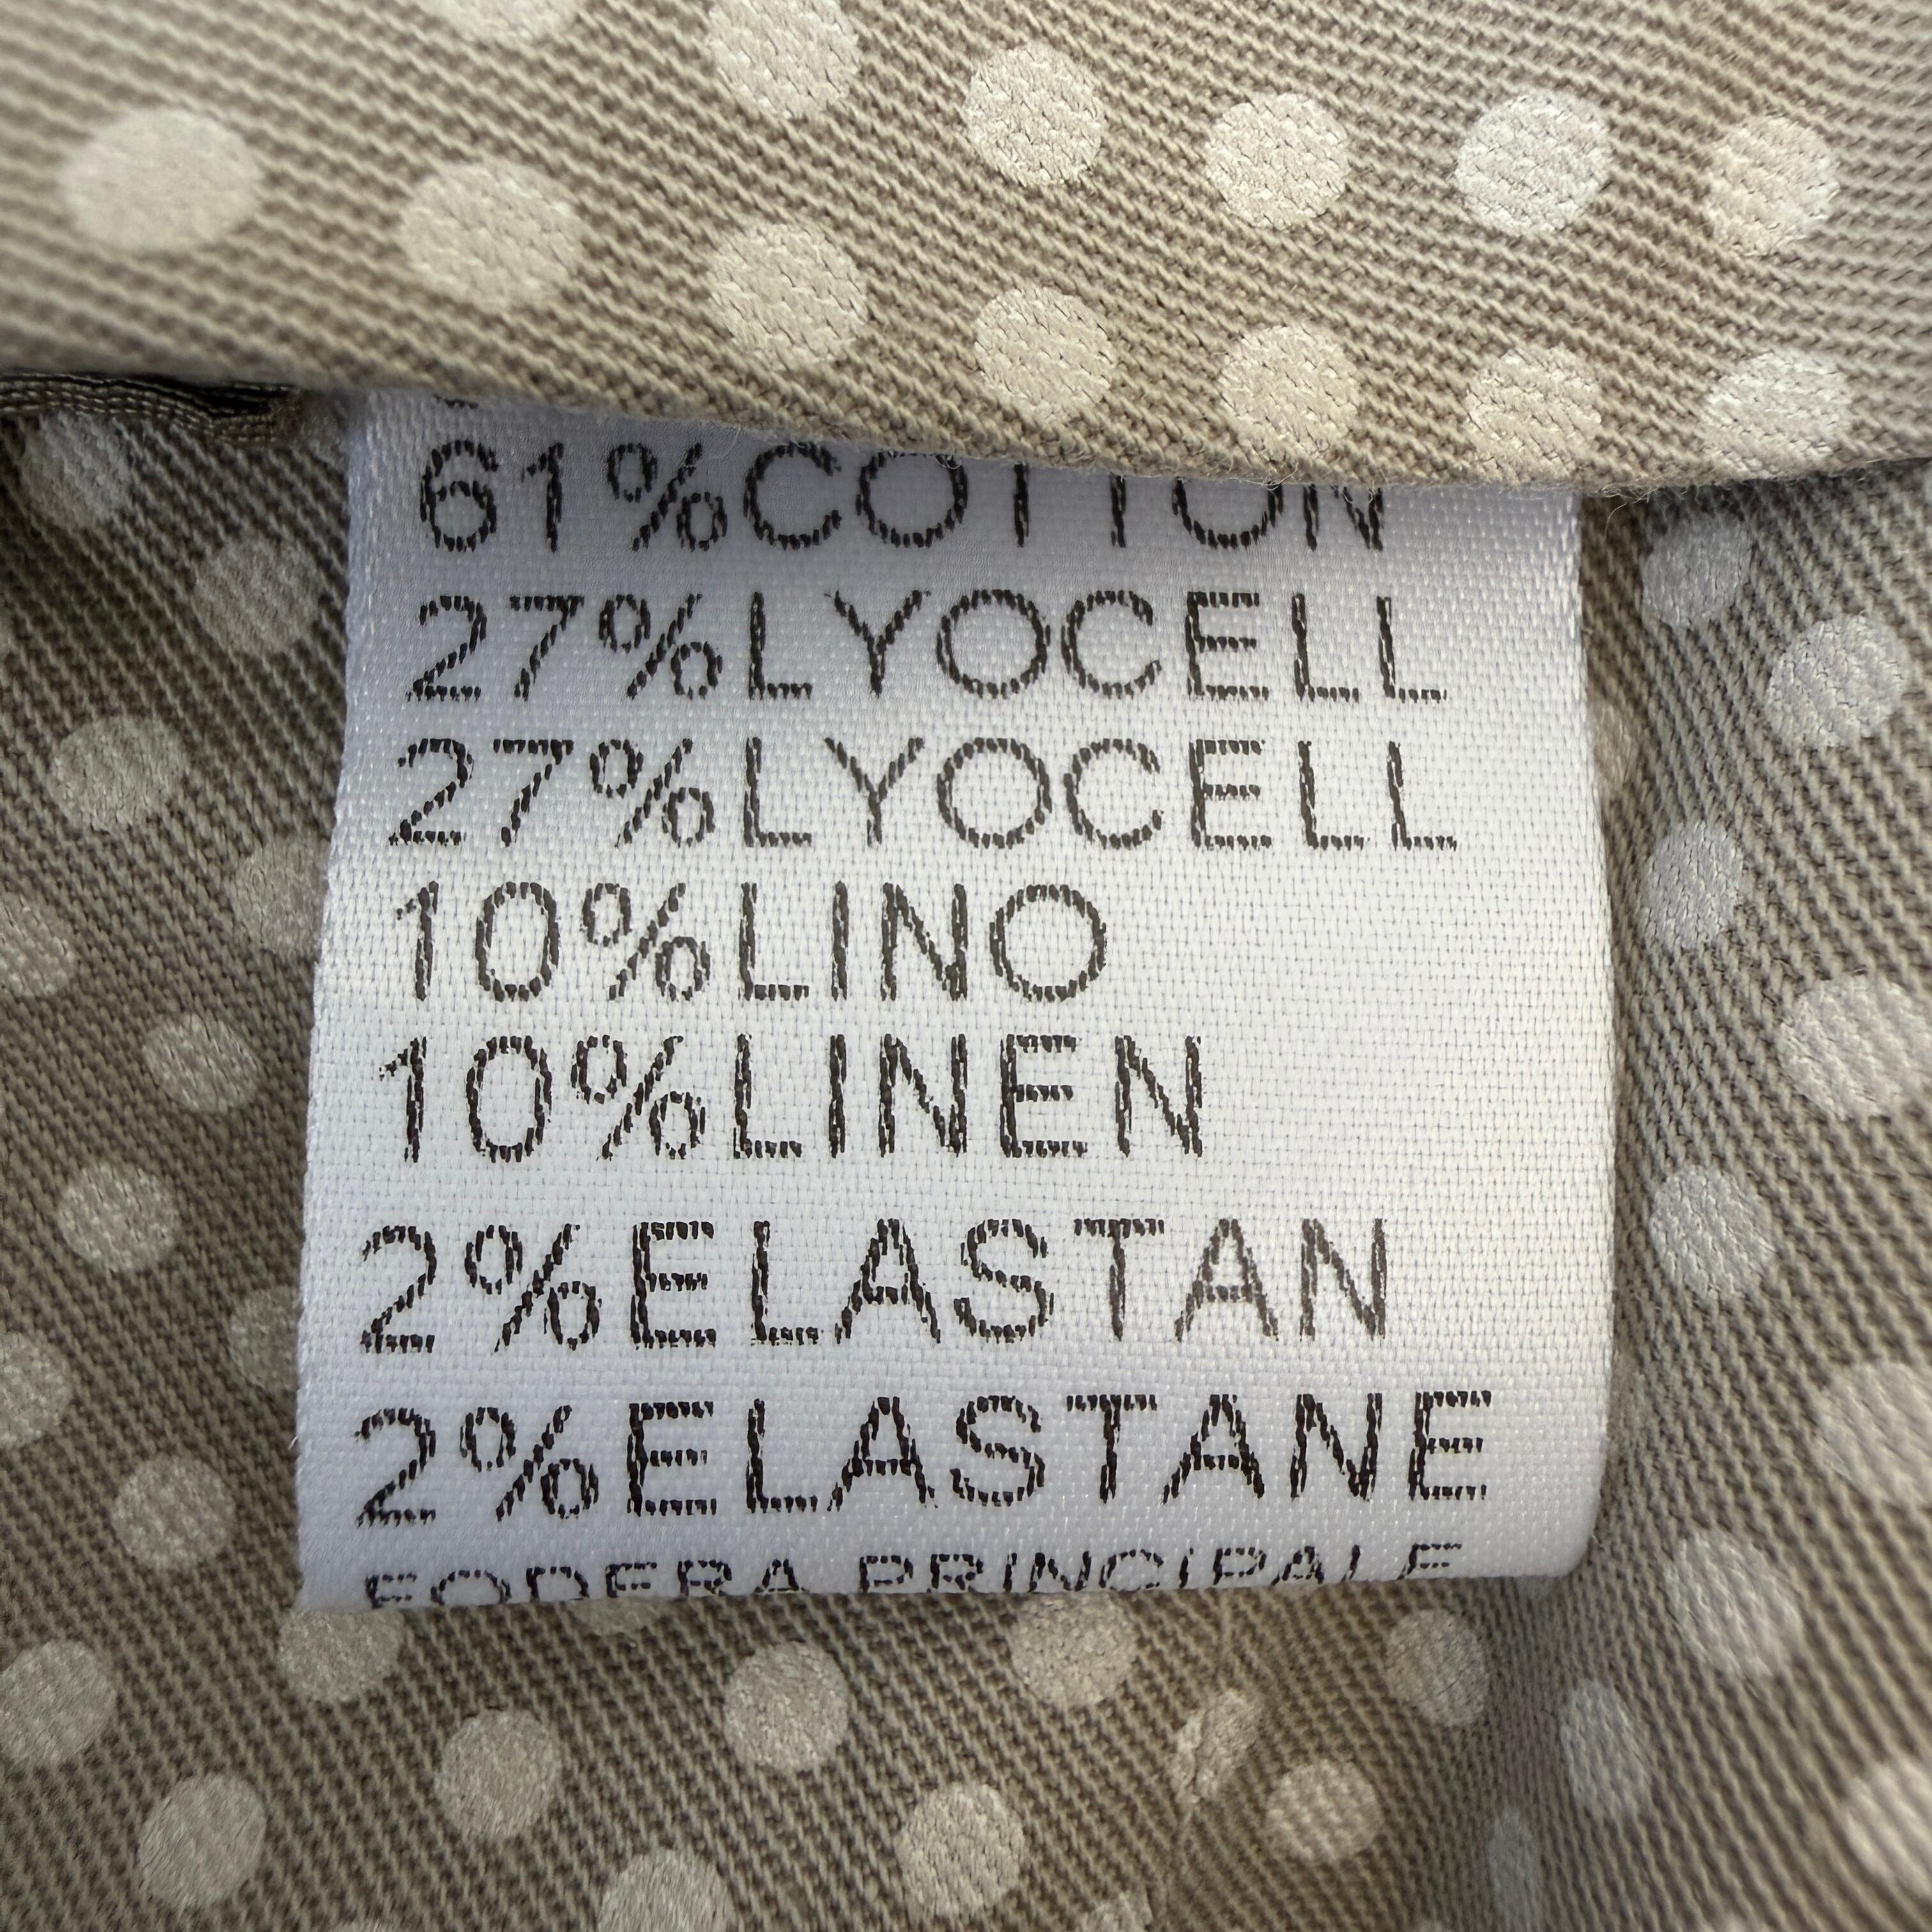 61%COTTON
27%LYOCELL
27%LYOCELL
10%LINO
10%LINEN
2%ELASTAN
2%ELASTANE
FODERA PRINCIPALE